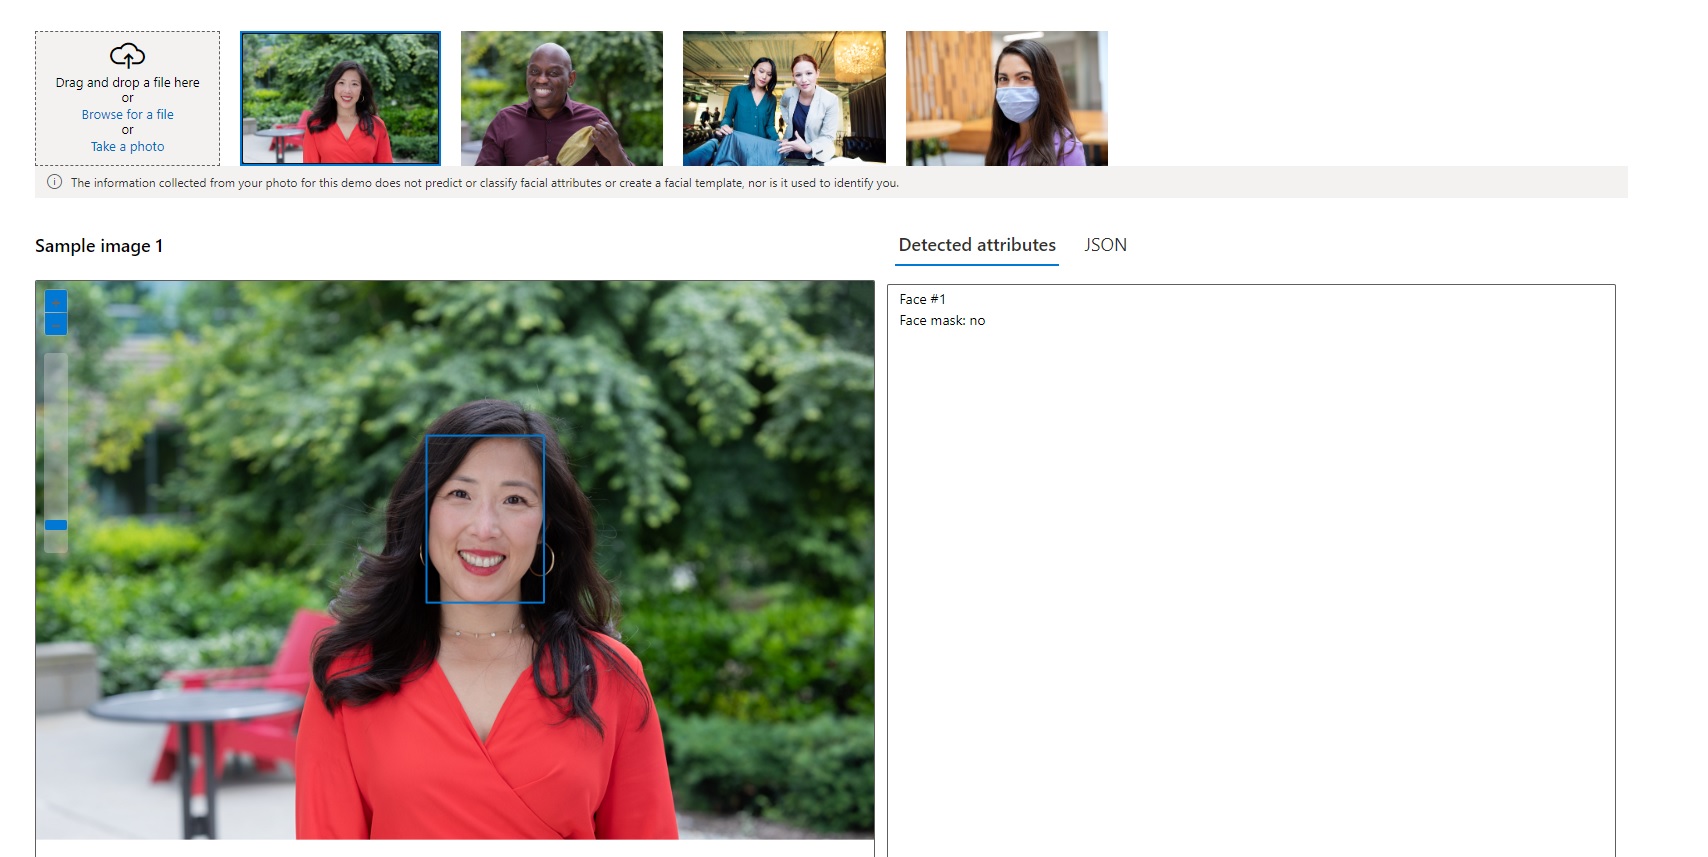 Drag and drop a file here
or
Browse for a file
or
Take a photo
The information collected from your photo for this demo does not predict or classify facial attributes or create a facial template, nor is it used to identify you.
Sample image 1
Detected attributes
JSON
Face #1
Face mask: no